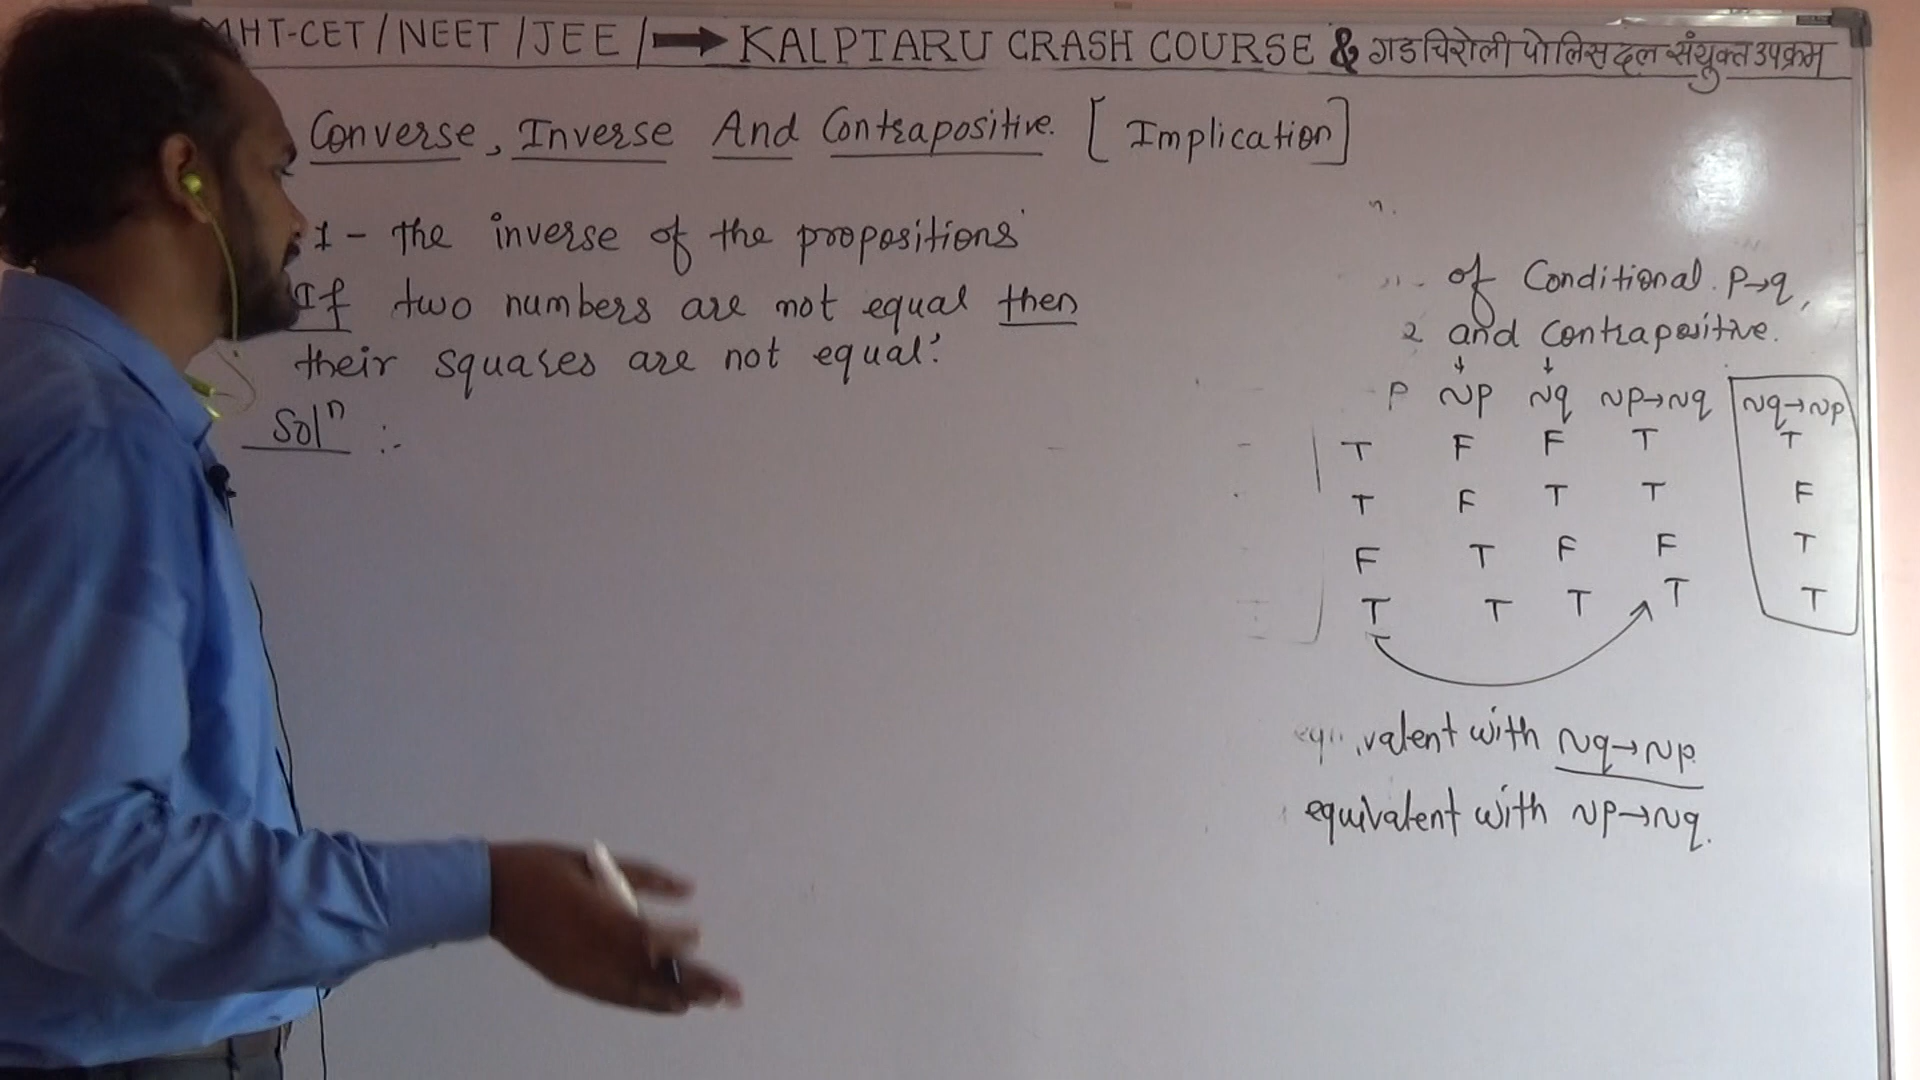 MHT-CET / NEET / JEE / → KALPTARU CRASH COURSE & गडचिरोली पोलिस दल संयुक्त उपक्रम
Converse, Inverse And Contrapositive. [Implication]
1 - The inverse of the propositions
If two numbers are not equal then
their squares are not equal.
Solⁿ :-
of Conditional. P→q,
2 and contrapositive.
P ~p ~q ~p→~q ~q→~p
T F F T T
T F T T F
F T F F T
T T T T T
equivalent with ~q→~p.
equivalent with ~p→~q.